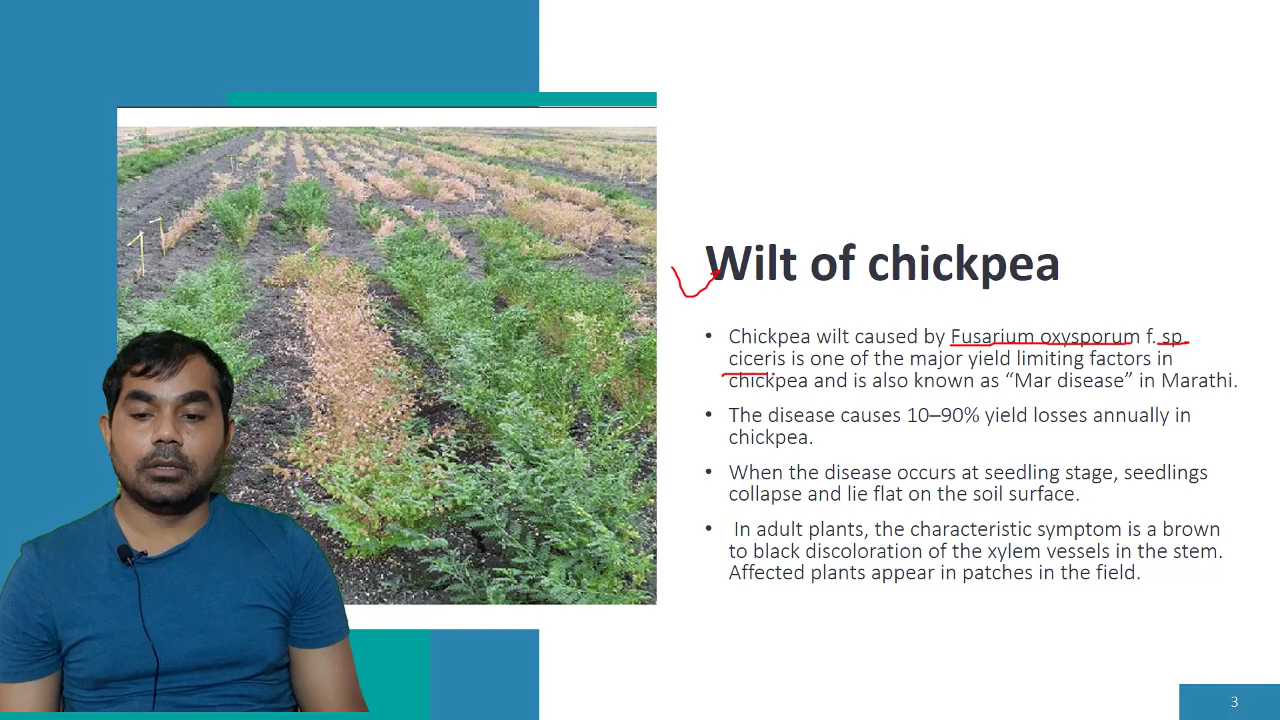 Wilt of chickpea
• Chickpea wilt caused by Fusarium oxysporum f. sp.
ciceris is one of the major yield limiting factors in
chickpea and is also known as “Mar disease” in Marathi.
• The disease causes 10–90% yield losses annually in
chickpea.
• When the disease occurs at seedling stage, seedlings
collapse and lie flat on the soil surface.
• In adult plants, the characteristic symptom is a brown
to black discoloration of the xylem vessels in the stem.
Affected plants appear in patches in the field.
3